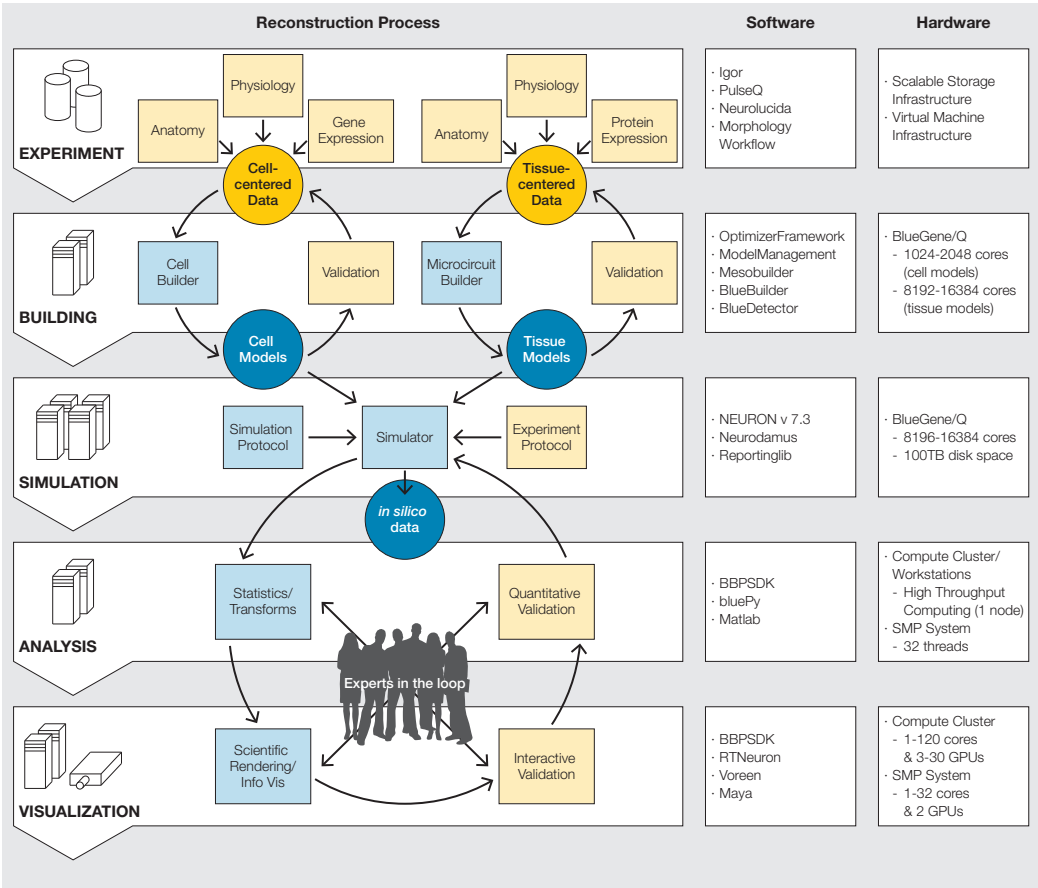 Reconstruction Process
Software
Hardware
EXPERIMENT
Physiology
Anatomy
Gene
Expression
Cell-
centered
Data
Physiology
Anatomy
Protein
Expression
Tissue-
centered
Data
· Igor
· PulseQ
· Neurolucida
· Morphology
Workflow
· Scalable Storage
Infrastructure
· Virtual Machine
Infrastructure
BUILDING
Cell
Builder
Validation
Microcircuit
Builder
Validation
Cell
Models
Tissue
Models
· OptimizerFramework
· ModelManagement
· Mesobuilder
· BlueBuilder
· BlueDetector
· BlueGene/Q
- 1024-2048 cores
(cell models)
- 8192-16384 cores
(tissue models)
SIMULATION
Simulation
Protocol
Simulator
Experiment
Protocol
in silico
data
· NEURON v 7.3
· Neurodamus
· Reportinglib
· BlueGene/Q
- 8196-16384 cores
- 100TB disk space
ANALYSIS
Statistics/
Transforms
Quantitative
Validation
Experts in the loop
· BBPSDK
· bluePy
· Matlab
· Compute Cluster/
Workstations
- High Throughput
Computing (1 node)
· SMP System
- 32 threads
VISUALIZATION
Scientific
Rendering/
Info Vis
Interactive
Validation
· BBPSDK
· RTNeuron
· Voreen
· Maya
· Compute Cluster
- 1-120 cores
& 3-30 GPUs
· SMP System
- 1-32 cores
& 2 GPUs